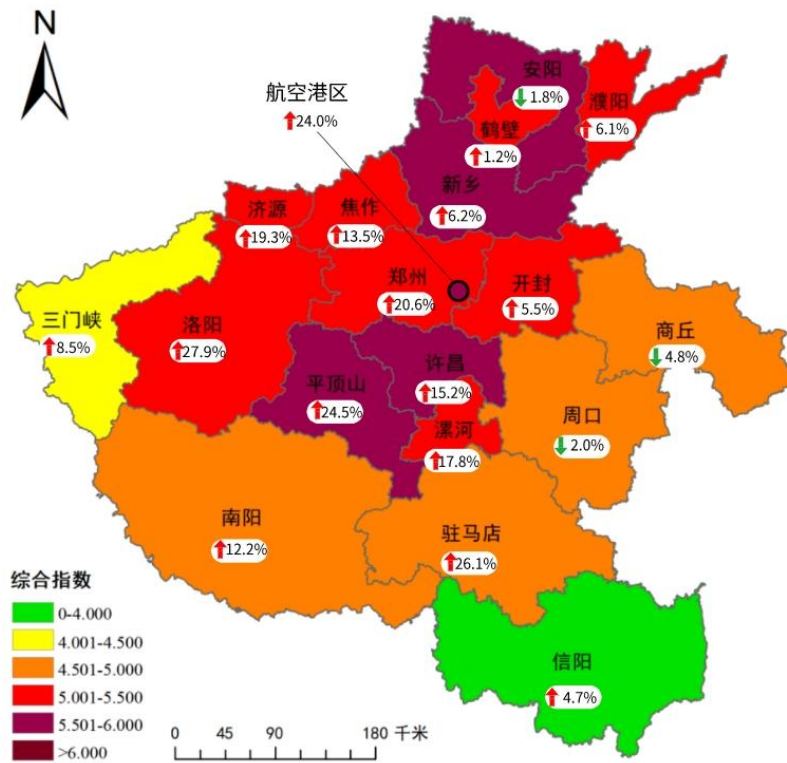 N
航空港区
24.0%
安阳
1.8%
濮阳
6.1%
鹤壁
1.2%
新乡
6.2%
济源
19.3%
焦作
13.5%
郑州
20.6%
开封
5.5%
三门峡
8.5%
洛阳
27.9%
商丘
4.8%
平顶山
24.5%
许昌
15.2%
漯河
17.8%
周口
2.0%
南阳
12.2%
驻马店
26.1%
信阳
4.7%
综合指数
0-4.000
4.001-4.500
4.501-5.000
5.001-5.500
5.501-6.000
>6.000
0 45 90 180 千米